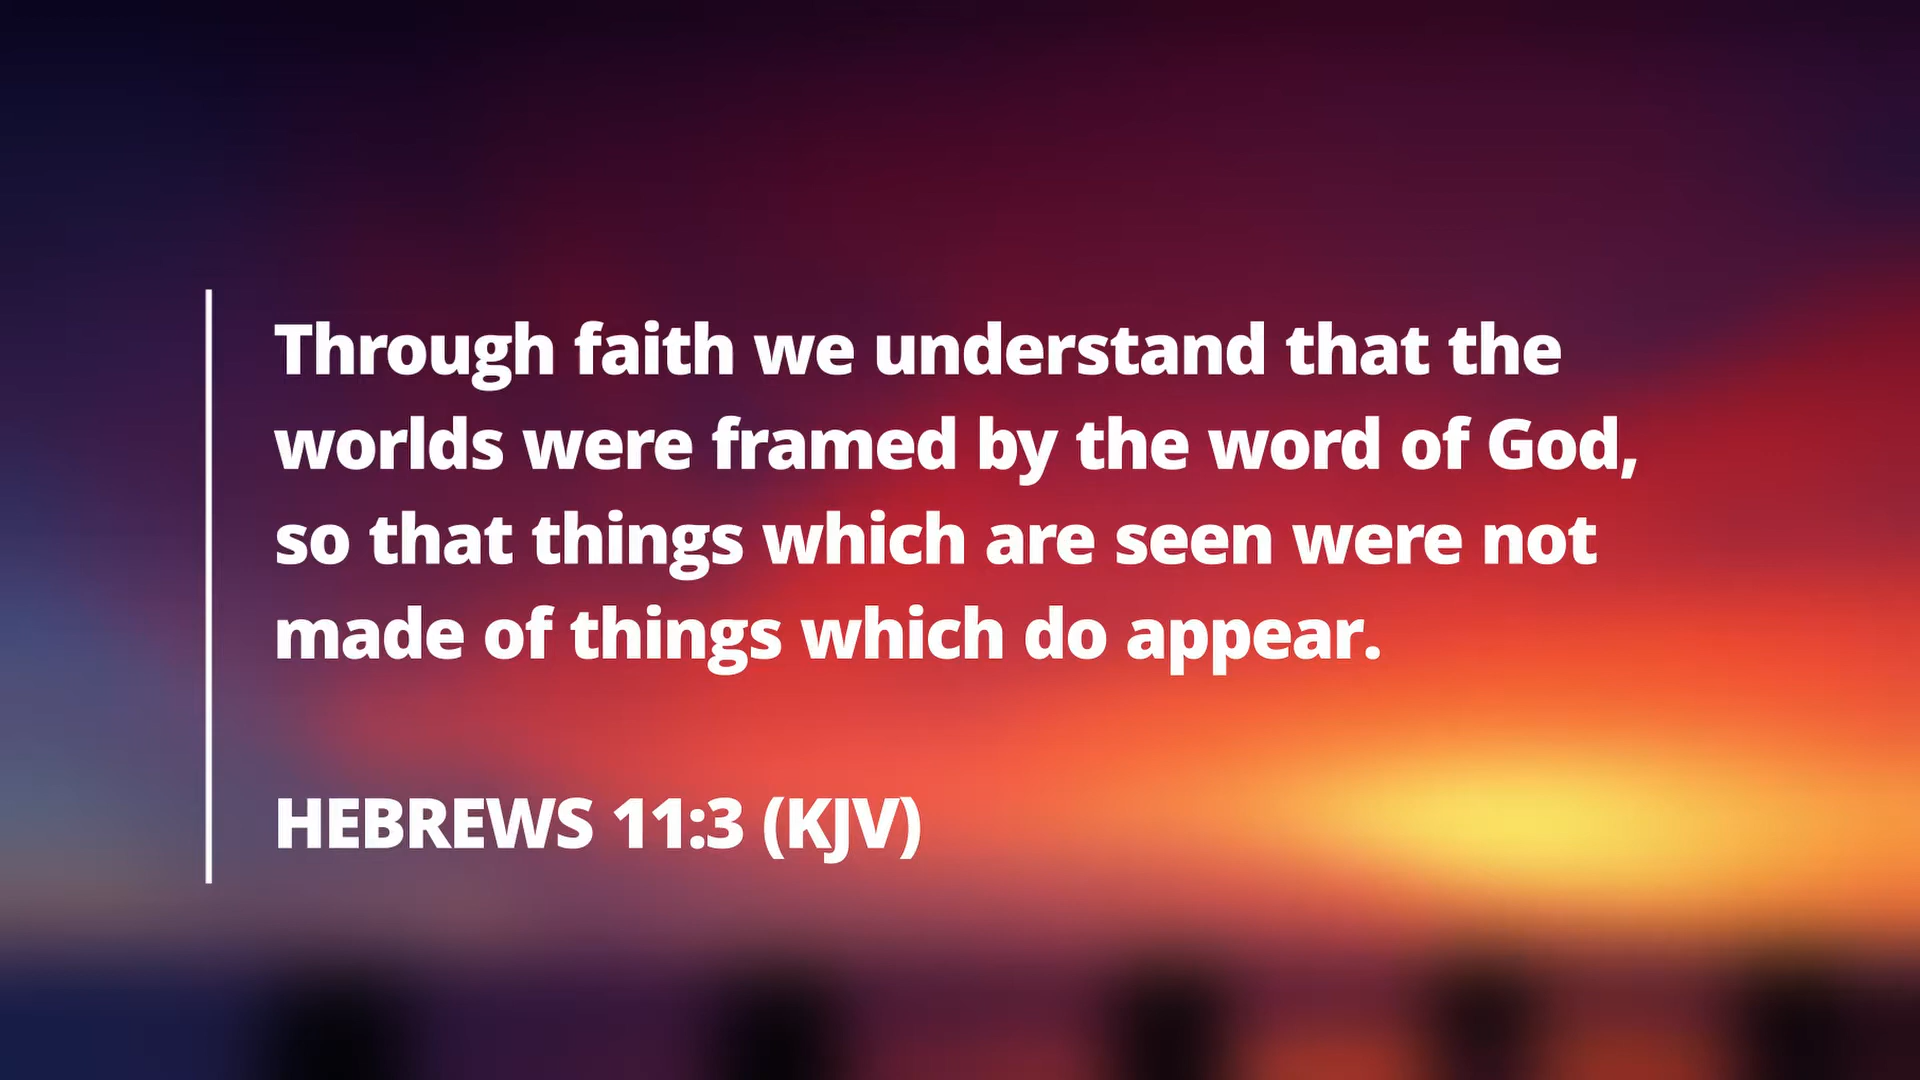 Through faith we understand that the
worlds were framed by the word of God,
so that things which are seen were not
made of things which do appear.
HEBREWS 11:3 (KJV)